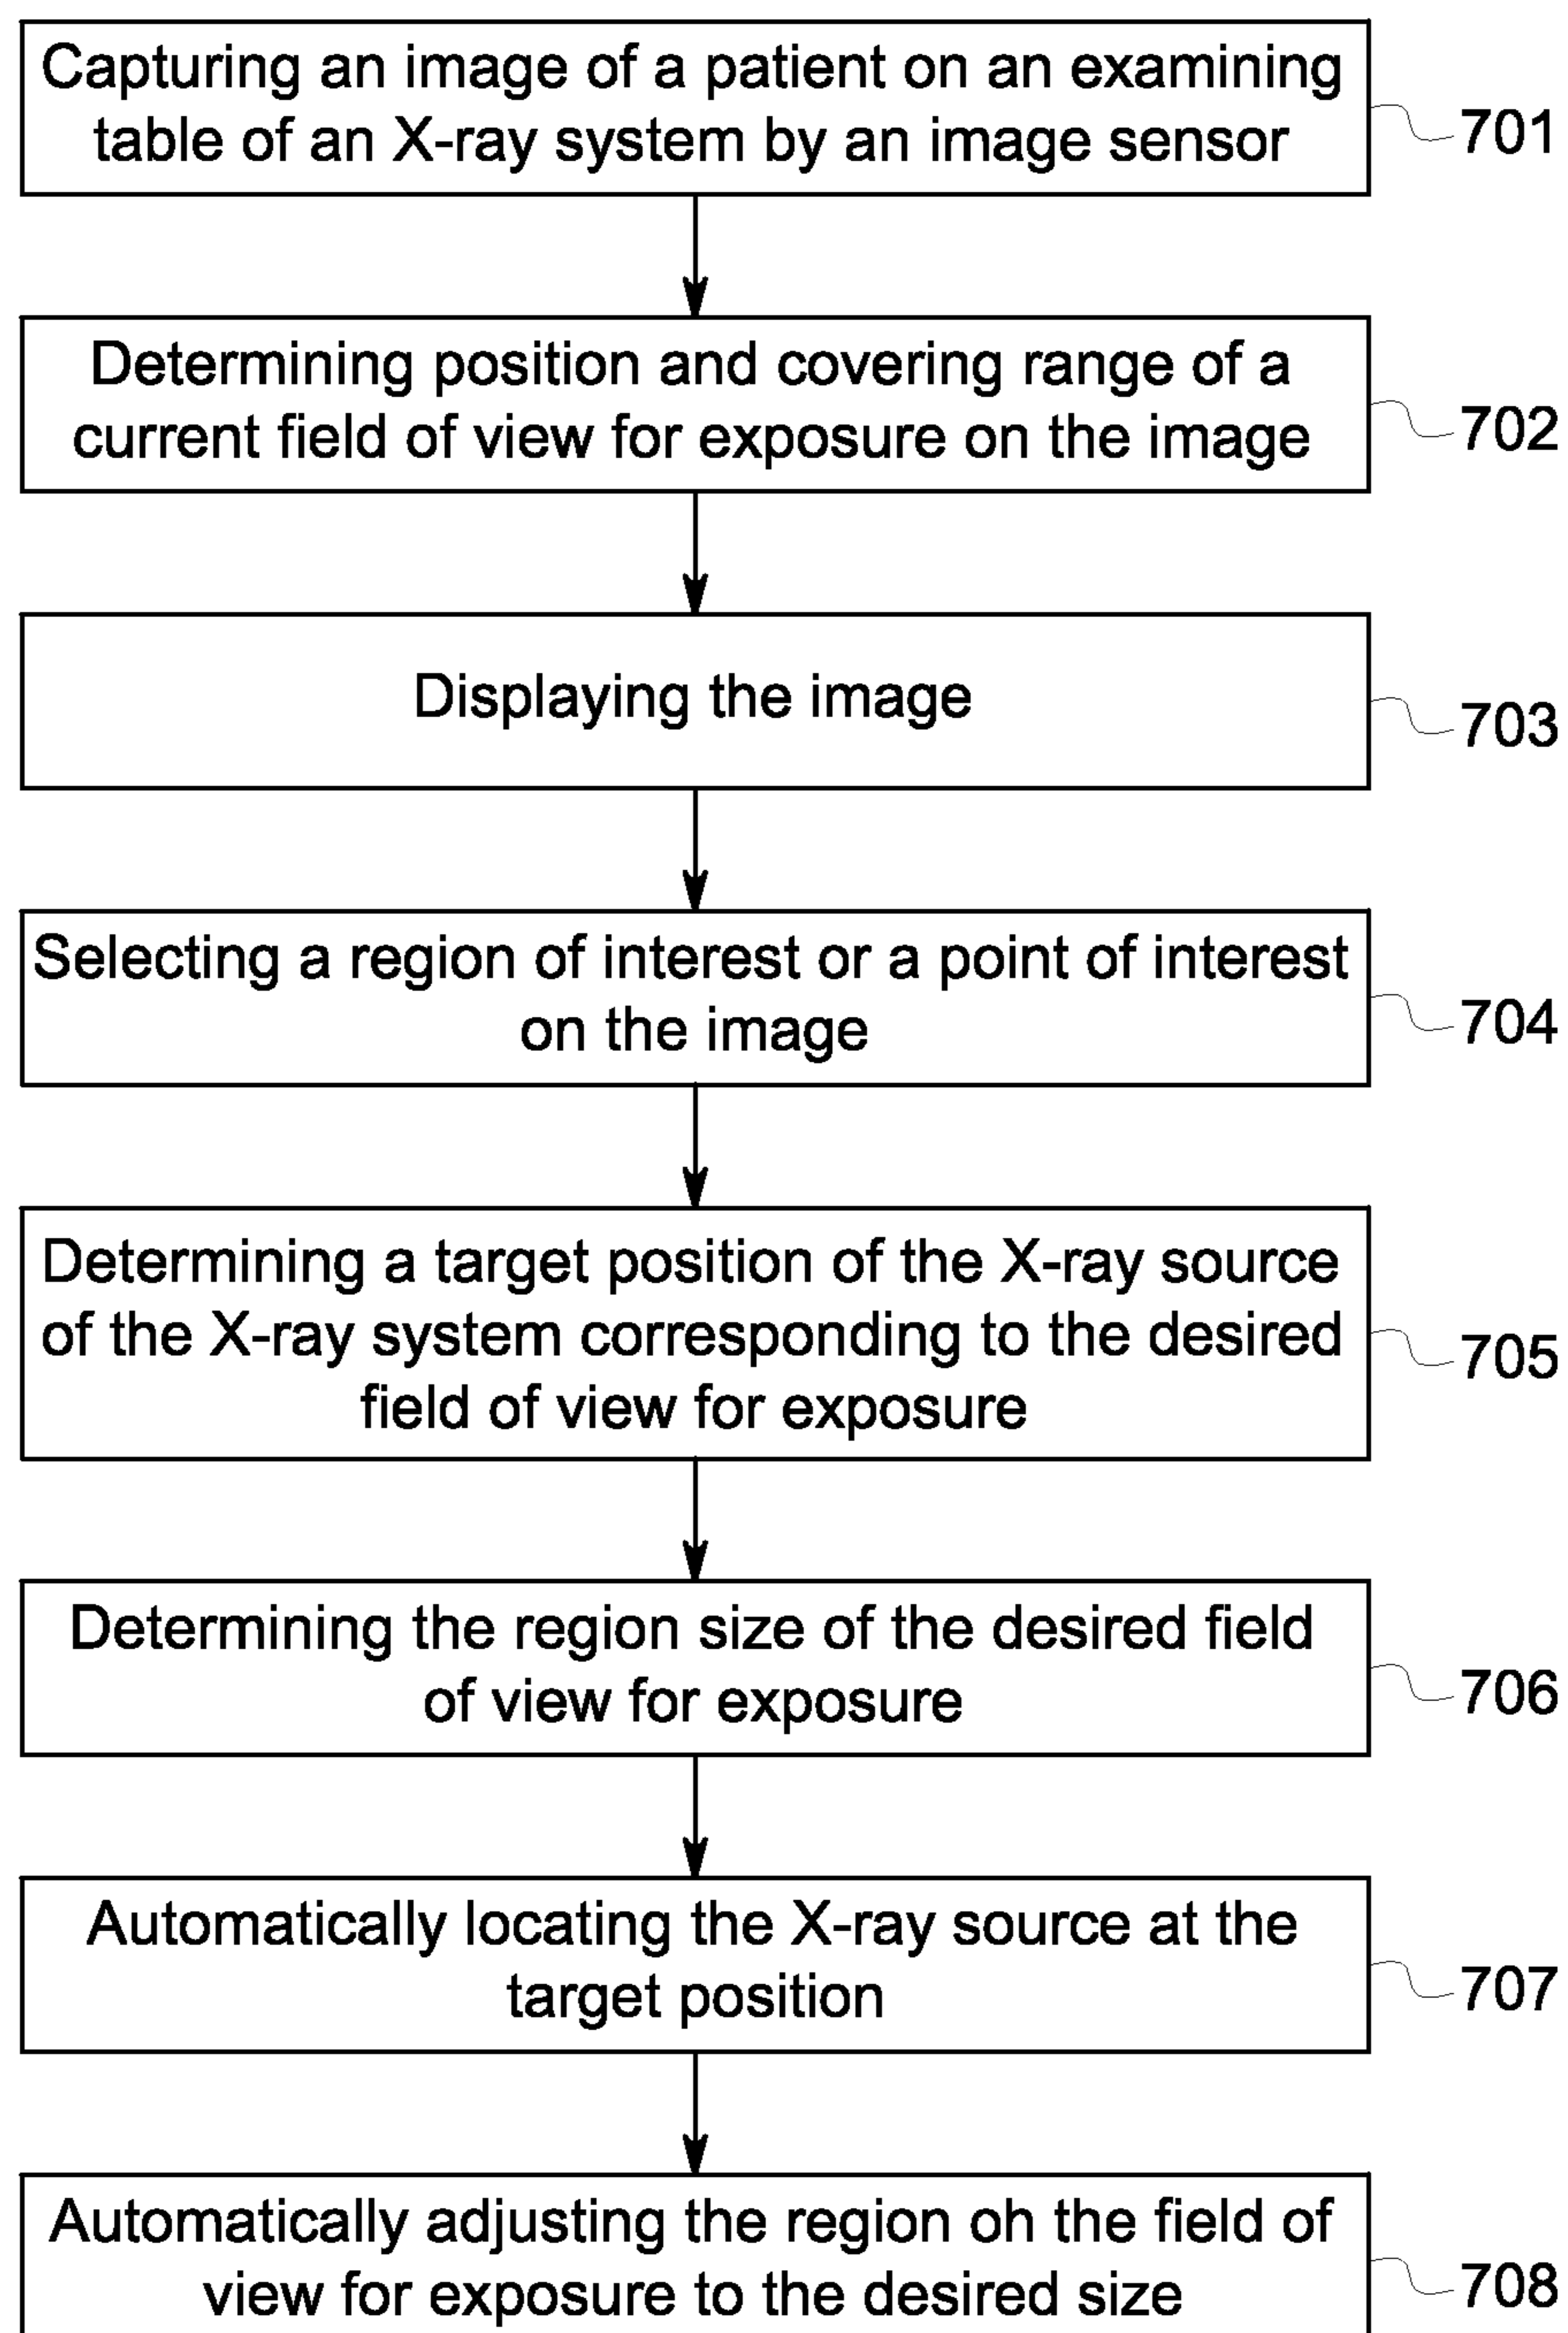 Capturing an image of a patient on an examining
table of an X-ray system by an image sensor
701
Determining position and covering range of a
current field of view for exposure on the image
702
Displaying the image
703
Selecting a region of interest or a point of interest
on the image
704
Determining a target position of the X-ray source
of the X-ray system corresponding to the desired
field of view for exposure
705
Determining the region size of the desired field
of view for exposure
706
Automatically locating the X-ray source at the
target position
707
Automatically adjusting the region oh the field of
view for exposure to the desired size
708